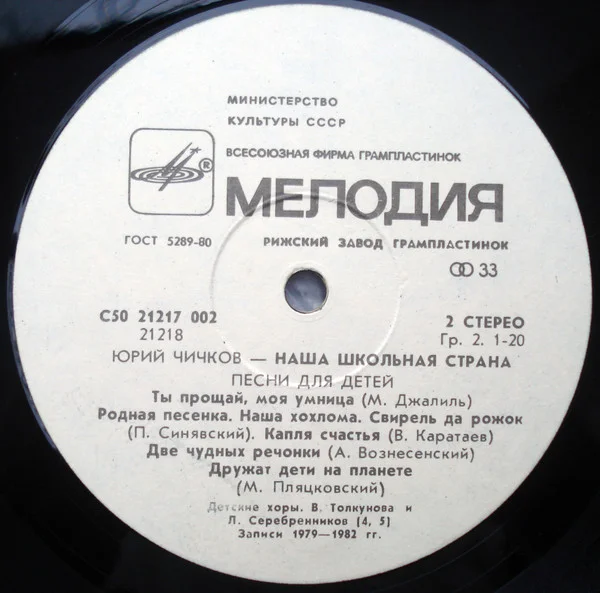 МИНИСТЕРСТВО
КУЛЬТУРЫ СССР
ВСЕСОЮЗНАЯ ФИРМА ГРАМПЛАСТИНОК
®
МЕЛОДИЯ
ГОСТ 5289-80
РИЖСКИЙ ЗАВОД ГРАМПЛАСТИНОК
33
С50 21217 002
2 СТЕРЕО
21218
Гр. 2. 1-20
ЮРИЙ ЧИЧКОВ — НАША ШКОЛЬНАЯ СТРАНА
ПЕСНИ ДЛЯ ДЕТЕЙ
Ты прощай, моя умница (М. Джалиль)
Родная песенка. Наша хохлома. Свирель да рожок
(П. Синявский). Капля счастья (В. Каратаев)
Две чудных речонки (А. Вознесенский)
Дружат дети на планете
(М. Пляцковский)
Детские хоры. В. Толкунова и
Л. Серебренников (4, 5)
Записи 1979—1982 гг.